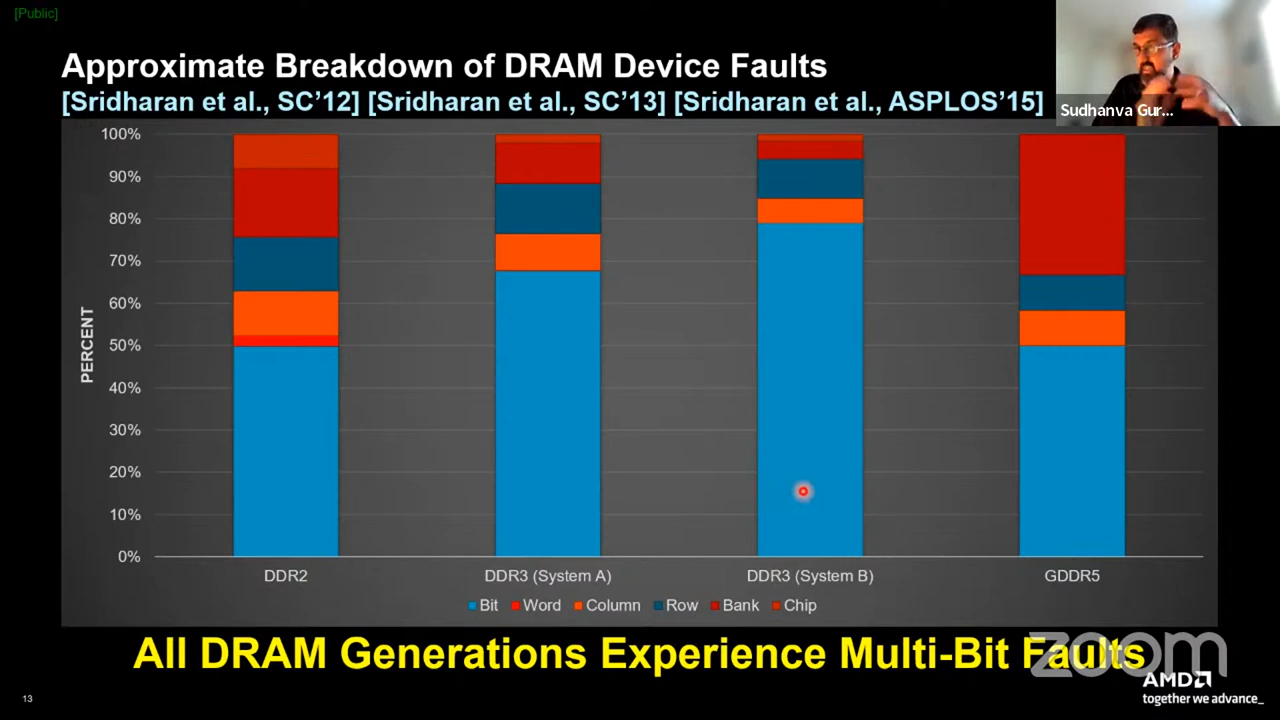 [Public]
Approximate Breakdown of DRAM Device Faults
[Sridharan et al., SC'12] [Sridharan et al., SC'13] [Sridharan et al., ASPLOS'15]
Sudhanva Gur...
100%
90%
80%
70%
60%
50%
40%
30%
20%
10%
0%
PERCENT
DDR2
DDR3 (System A)
DDR3 (System B)
GDDR5
Bit Word Column Row Bank Chip
All DRAM Generations Experience Multi-Bit Faults
zoom
AMD
together we advance_
13